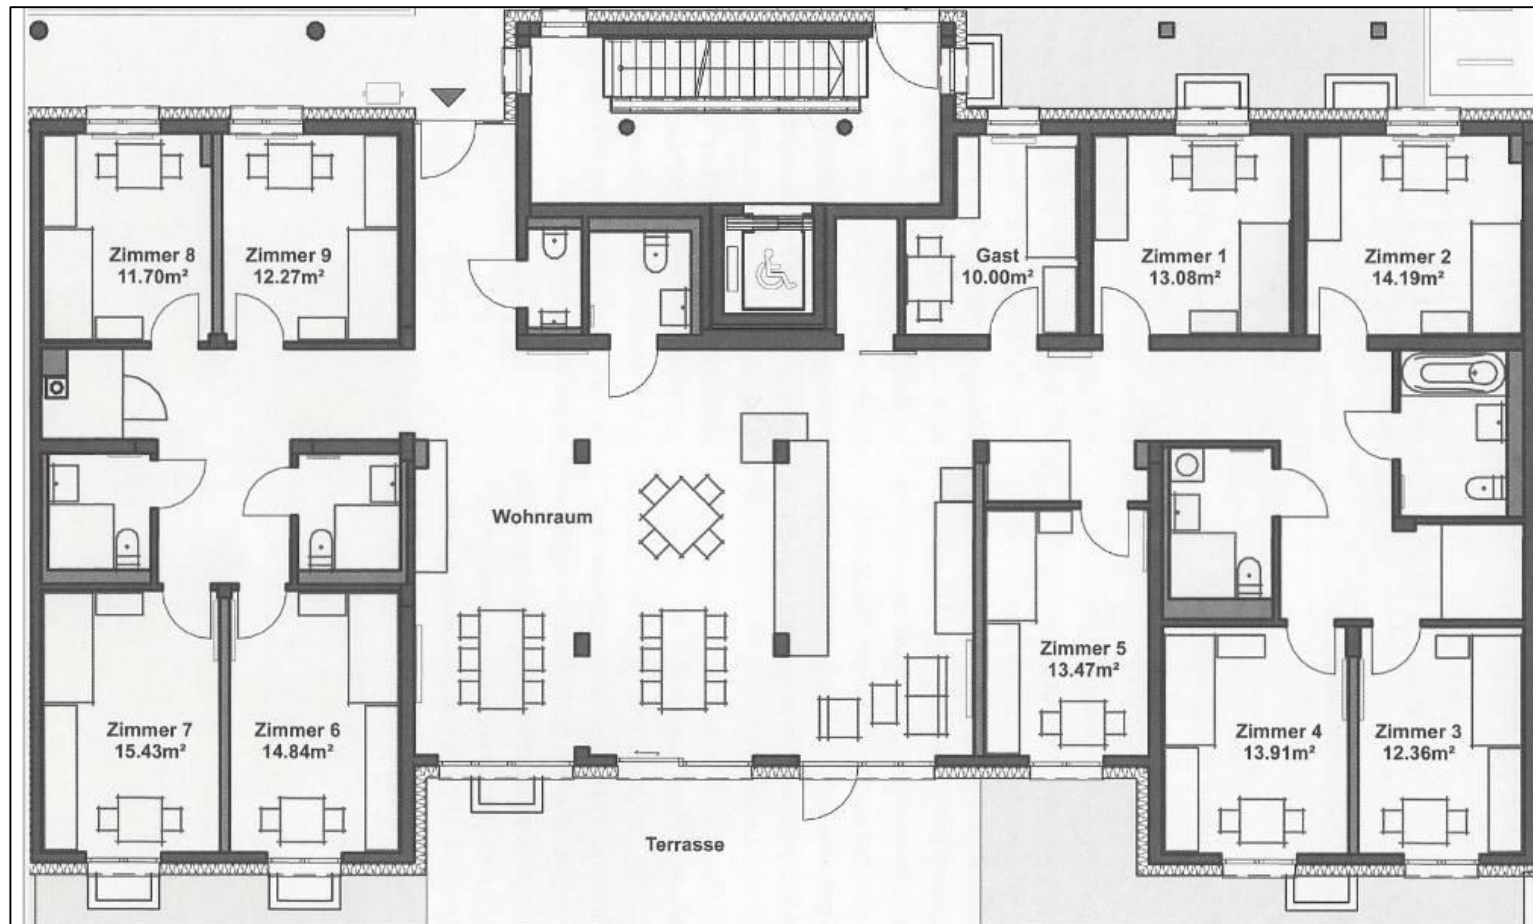 Zimmer 8
11.70m²
Zimmer 9
12.27m²
Gast
10.00m²
Zimmer 1
13.08m²
Zimmer 2
14.19m²
Wohnraum
Zimmer 5
13.47m²
Zimmer 7
15.43m²
Zimmer 6
14.84m²
Zimmer 4
13.91m²
Zimmer 3
12.36m²
Terrasse